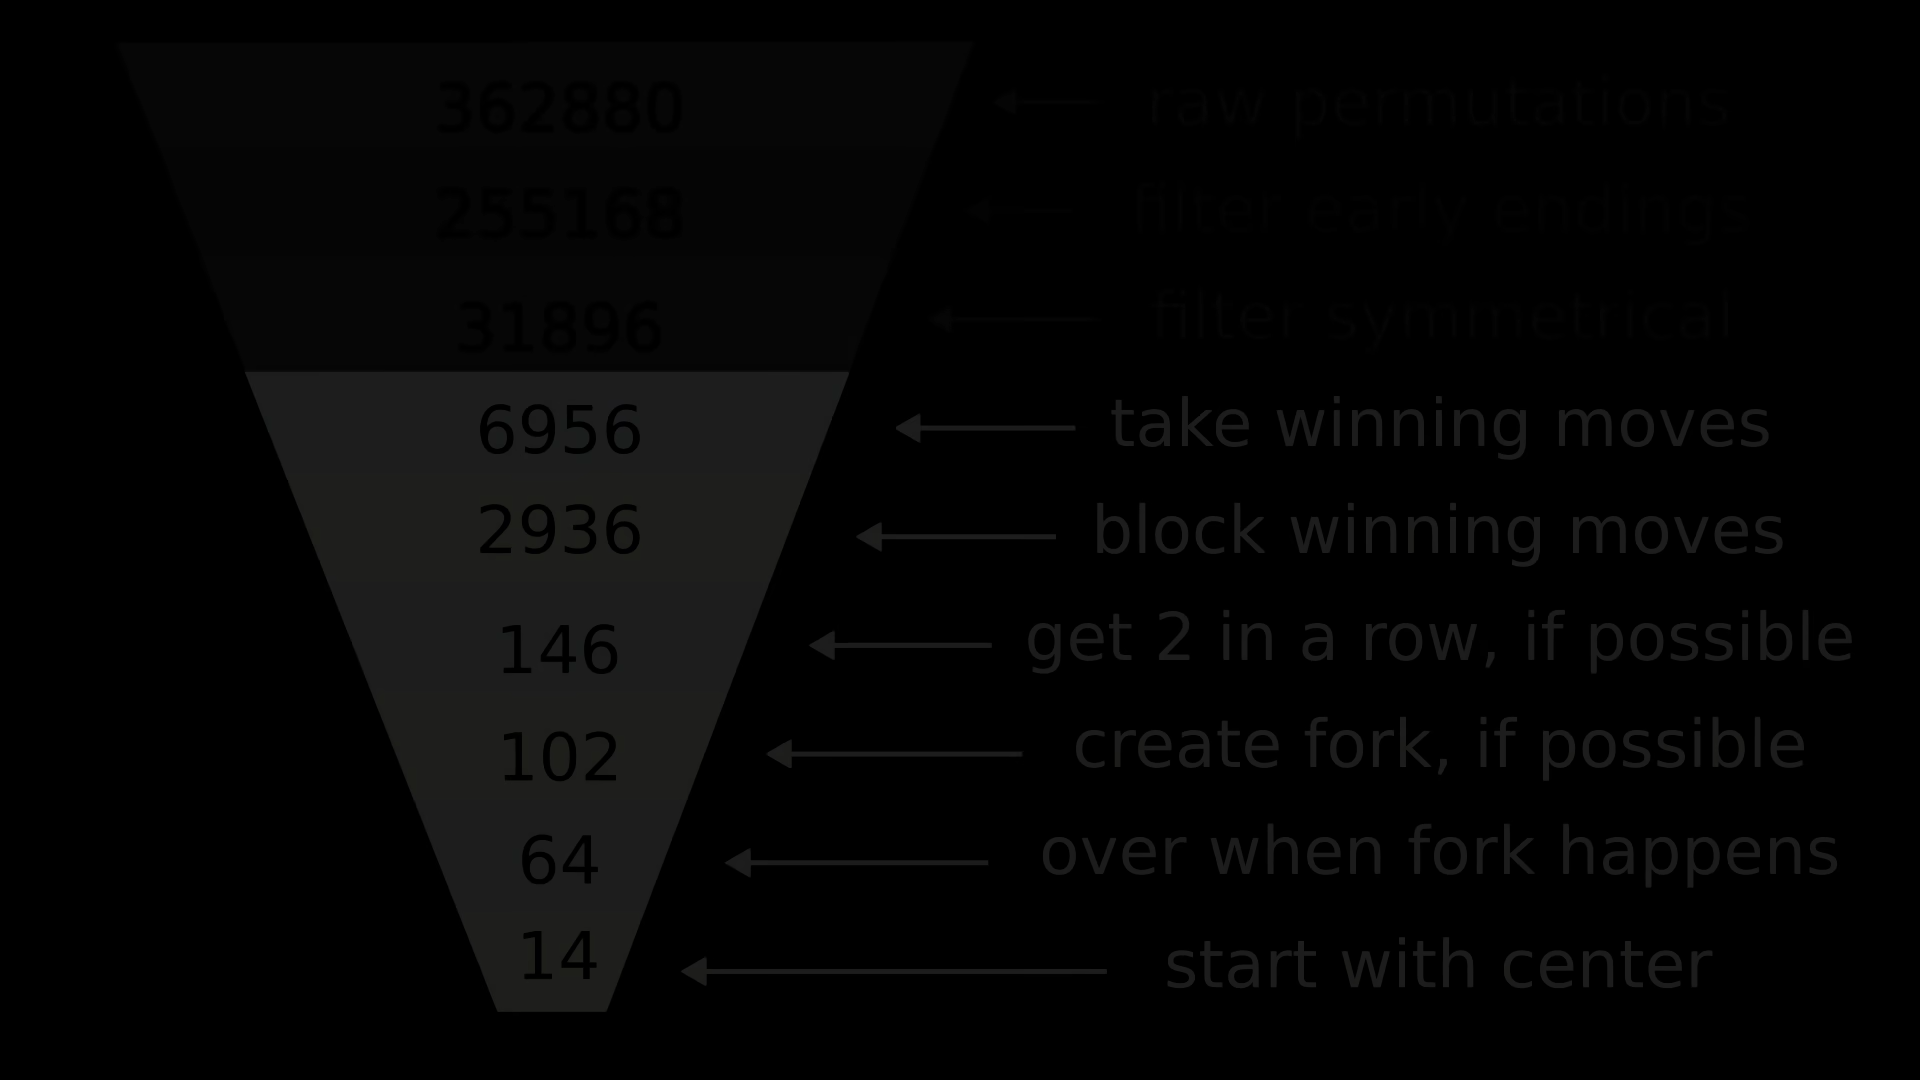 362880 raw permutations
255168 filter early endings
31896 filter symmetrical
6956 take winning moves
2936 block winning moves
146 get 2 in a row, if possible
102 create fork, if possible
64 over when fork happens
14 start with center